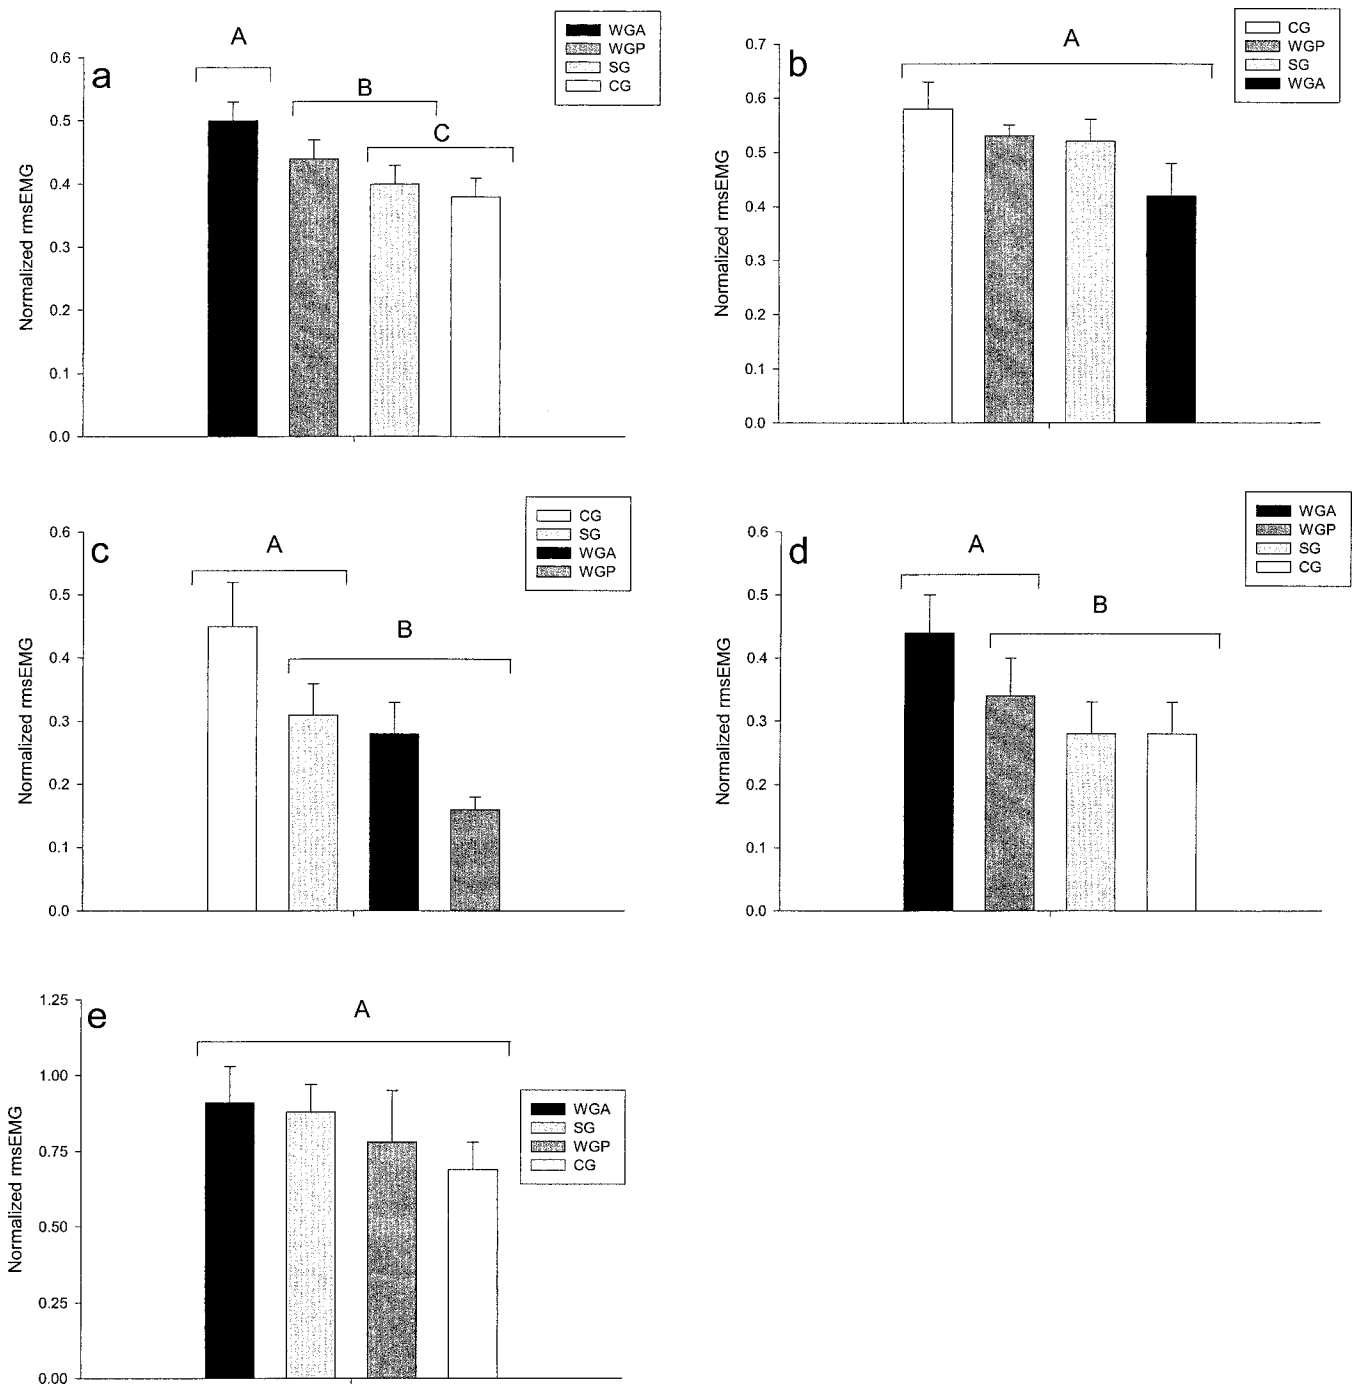 a
A
B
C
WGA
WGP
SG
CG
Normalized rmsEMG
0.6
0.5
0.4
0.3
0.2
0.1
0.0
b
A
CG
WGP
SG
WGA
Normalized rmsEMG
0.7
0.6
0.5
0.4
0.3
0.2
0.1
0.0
c
A
B
CG
SG
WGA
WGP
Normalized rmsEMG
0.6
0.5
0.4
0.3
0.2
0.1
0.0
d
A
B
WGA
WGP
SG
CG
Normalized rmsEMG
0.6
0.5
0.4
0.3
0.2
0.1
0.0
e
A
WGA
SG
WGP
CG
Normalized rmsEMG
1.25
1.00
0.75
0.50
0.25
0.00